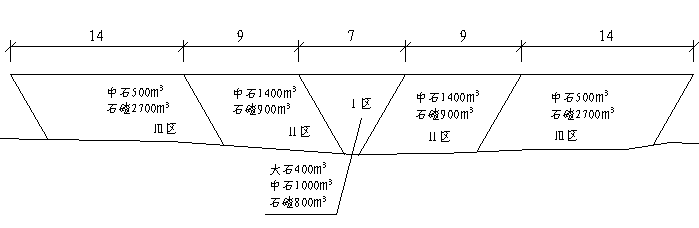 14 9 7 9 14
中石500m³
石碴2700m³
III区
中石1400m³
石碴900m³
II区
I区
中石1400m³
石碴900m³
II区
中石500m³
石碴2700m³
III区
大石400m³
中石1000m³
石碴800m³